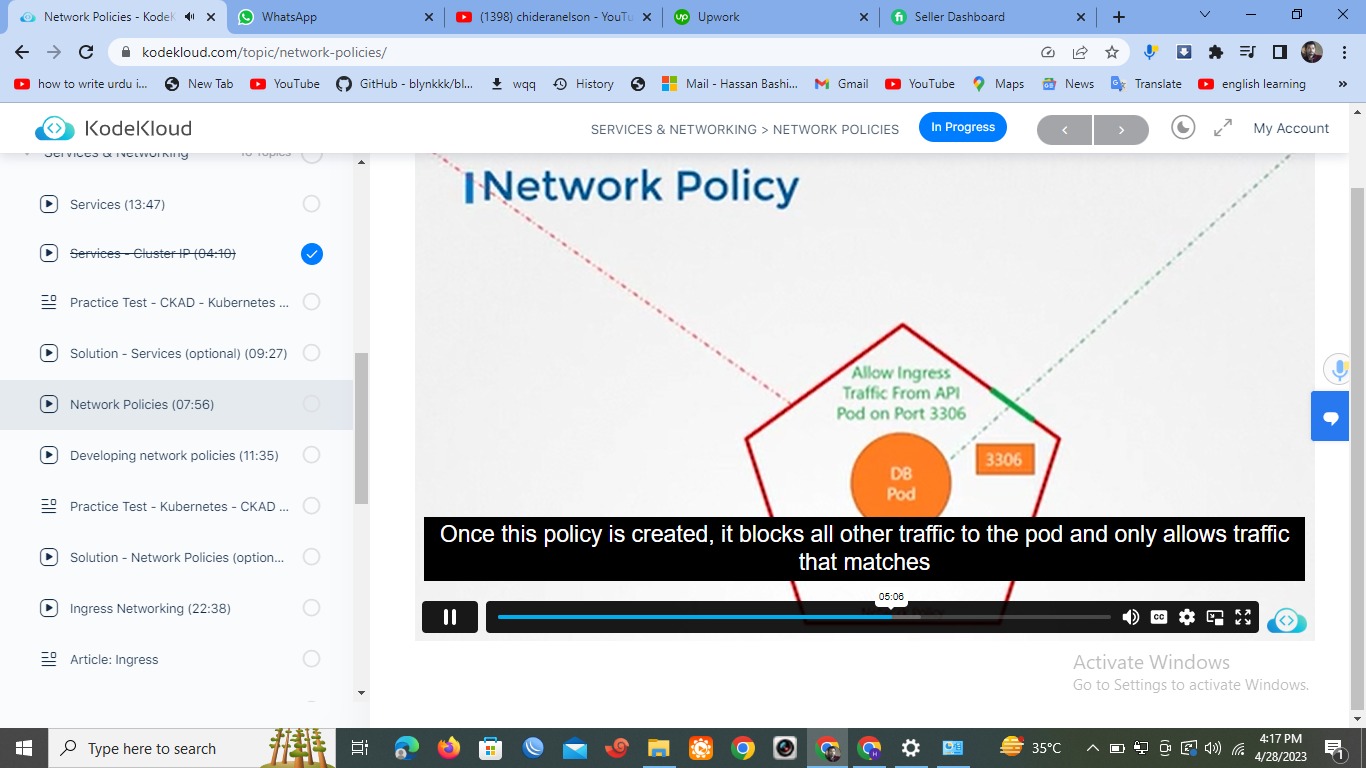 Network Policies - KodeK
WhatsApp
(1398) chideranelson - YouTu
Upwork
Seller Dashboard
kodekloud.com/topic/network-policies/
how to write urdu i...
New Tab
YouTube
GitHub - blynkkk/bl...
wqq
History
Mail - Hassan Bashi...
Gmail
YouTube
Maps
News
Translate
english learning
KodeKloud
SERVICES & NETWORKING > NETWORK POLICIES
In Progress
My Account
Services & Networking
Topics
Services (13:47)
Services - Cluster IP (04:10)
Practice Test - CKAD - Kubernetes ...
Solution - Services (optional) (09:27)
Network Policies (07:56)
Developing network policies (11:35)
Practice Test - Kubernetes - CKAD ...
Solution - Network Policies (option...
Ingress Networking (22:38)
Article: Ingress
Network Policy
Allow Ingress
Traffic From API
Pod on Port 3306
DB
Pod
3306
Once this policy is created, it blocks all other traffic to the pod and only allows traffic
that matches
05:06
CC
Activate Windows
Go to Settings to activate Windows.
Type here to search
35°C
4:17 PM
4/28/2023
1